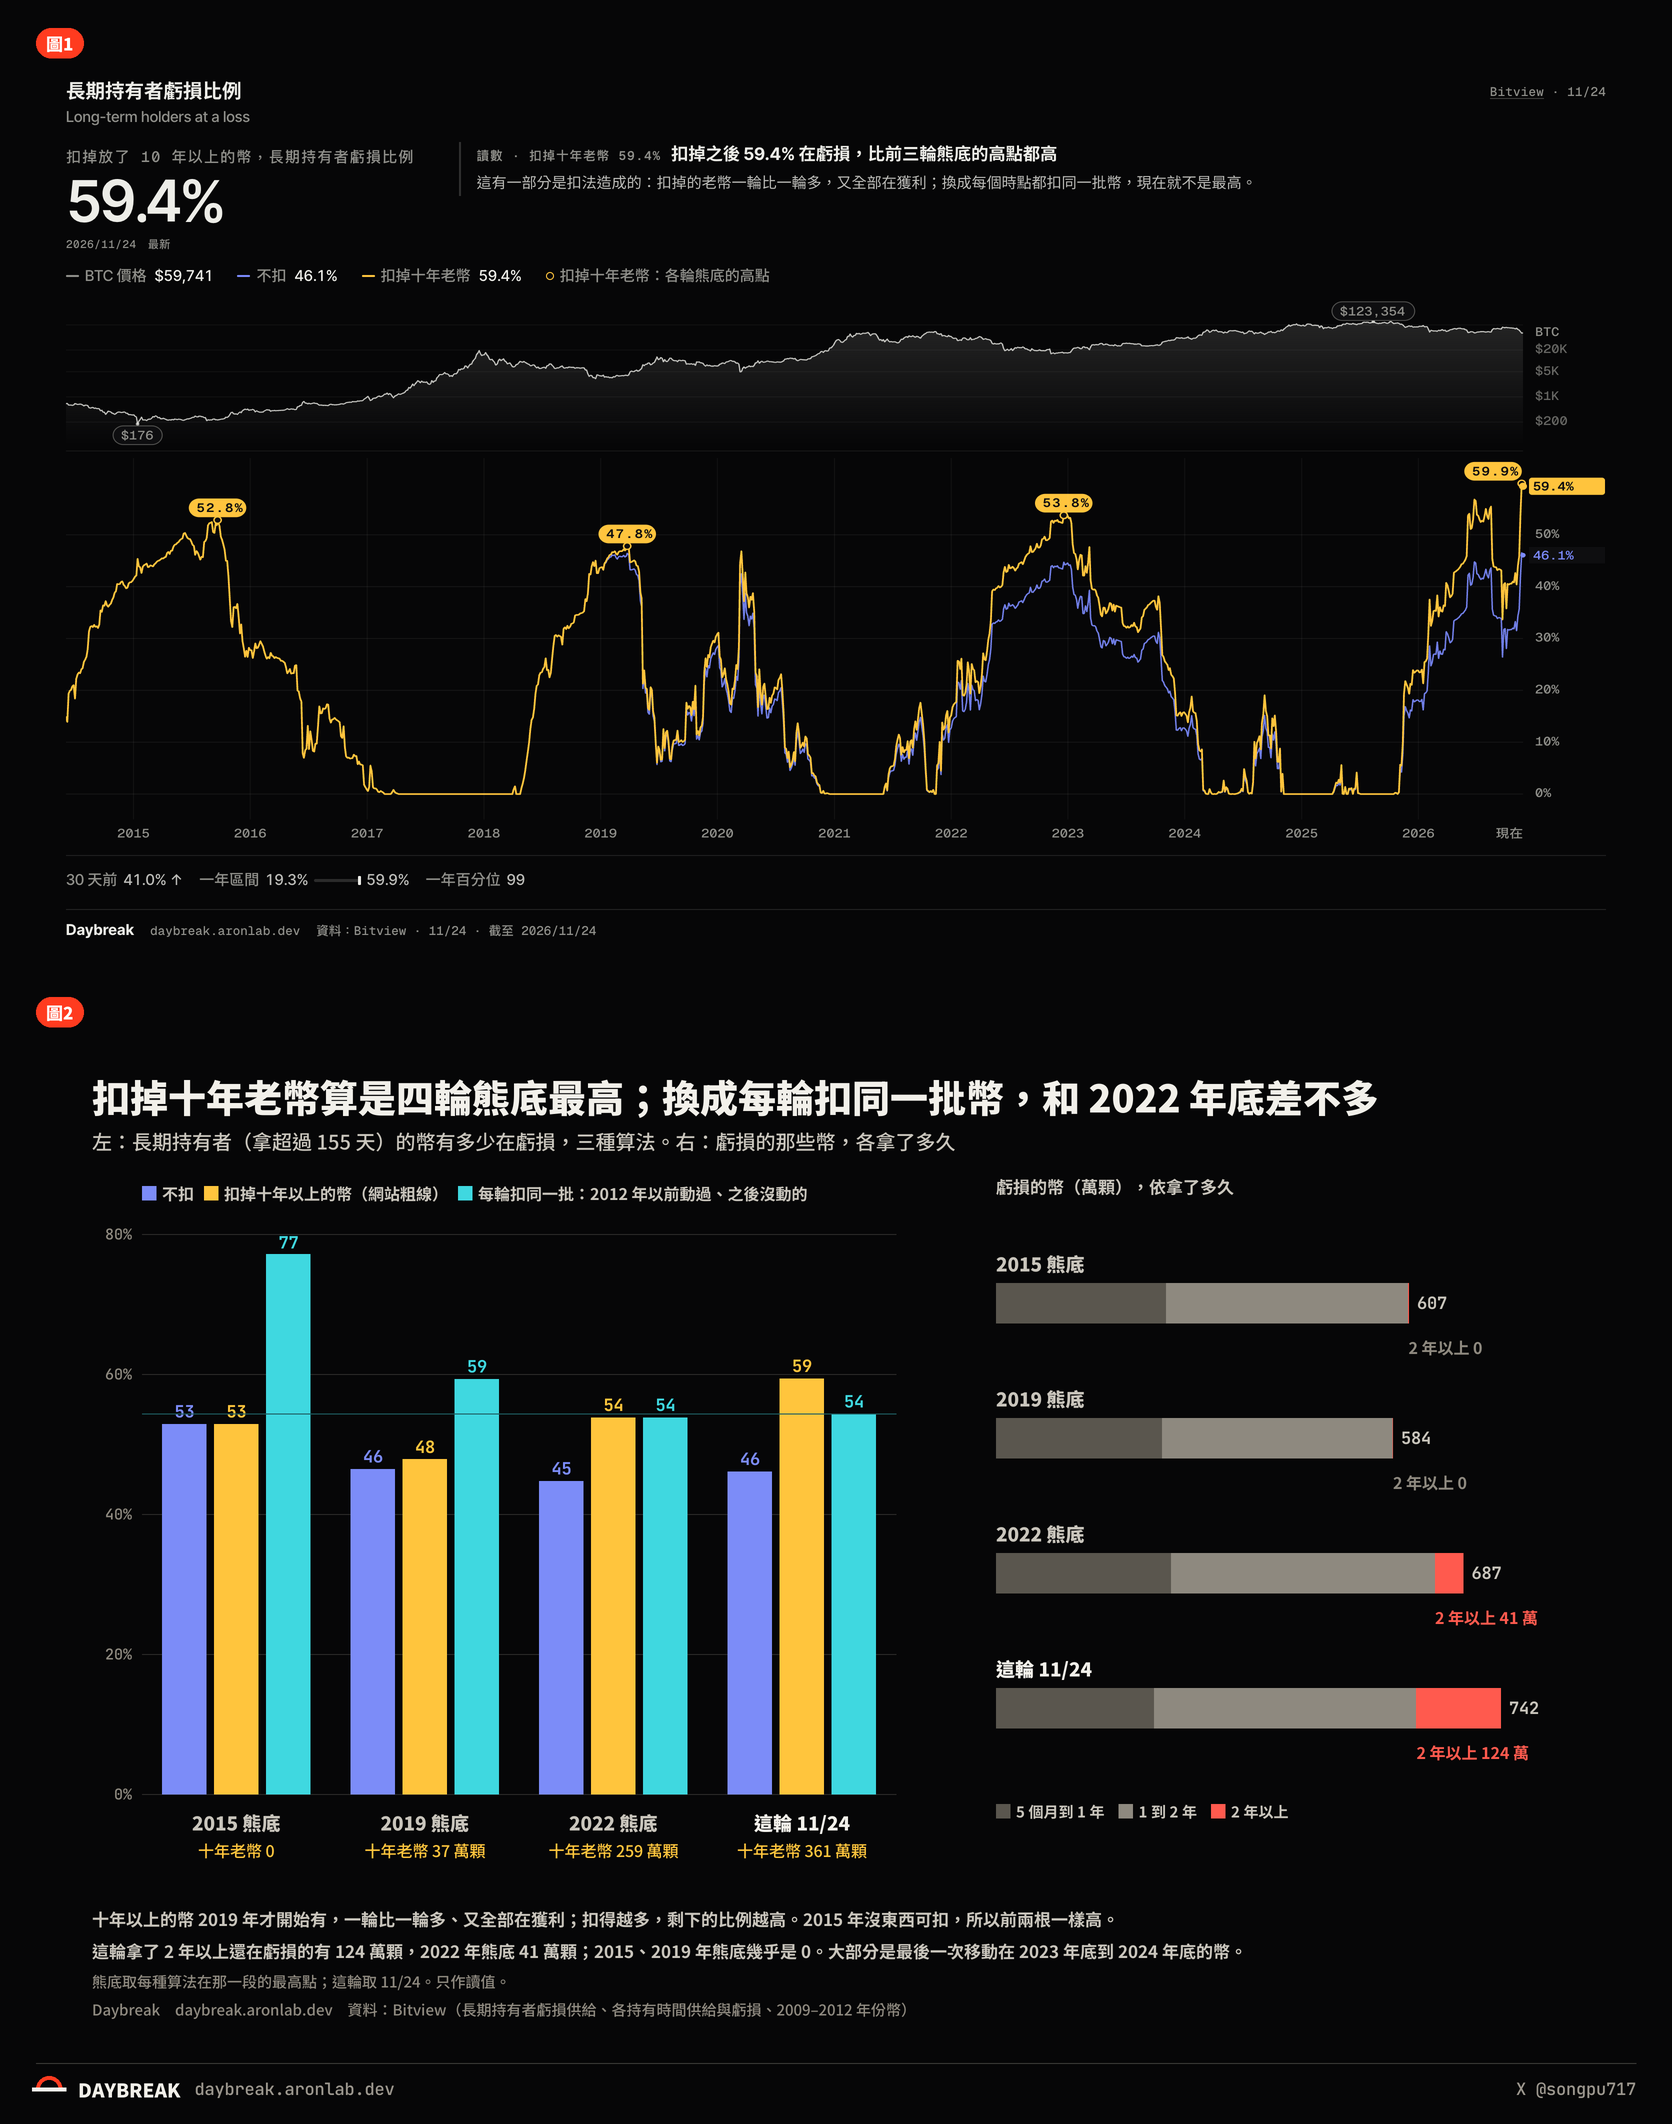 圖1
長期持有者虧損比例
Bitview · 11/24
Long-term holders at a loss
扣掉放了 10 年以上的幣，長期持有者虧損比例
59.4%
2026/11/24 最新
讀數 · 扣掉十年老幣 59.4% 扣掉之後 59.4% 在虧損，比前三輪熊底的高點都高
這有一部分是扣法造成的：扣掉的老幣一輪比一輪多，又全部在獲利；換成每個時點都扣同一批幣，現在就不是最高。
BTC 價格 $59,741 不扣 46.1% 扣掉十年老幣 59.4% 扣掉十年老幣：各輪熊底的高點
$123,354
BTC
$20K
$5K
$1K
$200
$176
59.9%
59.4%
52.8%
53.8%
47.8%
50%
46.1%
40%
30%
20%
10%
0%
2015 2016 2017 2018 2019 2020 2021 2022 2023 2024 2025 2026 現在
30 天前 41.0% ↑ 一年區間 19.3% 59.9% 一年百分位 99
Daybreak daybreak.aronlab.dev 資料：Bitview · 11/24 · 截至 2026/11/24
圖2
扣掉十年老幣算是四輪熊底最高；換成每輪扣同一批幣，和 2022 年底差不多
左：長期持有者（拿超過 155 天）的幣有多少在虧損，三種算法。右：虧損的那些幣，各拿了多久
不扣 扣掉十年以上的幣（網站粗線） 每輪扣同一批：2012 年以前動過、之後沒動的
80%
60%
40%
20%
0%
53 53 77
46 48 59
45 54 54
46 59 54
2015 熊底 2019 熊底 2022 熊底 這輪 11/24
十年老幣 0 十年老幣 37 萬顆 十年老幣 259 萬顆 十年老幣 361 萬顆
虧損的幣（萬顆），依拿了多久
2015 熊底
607
2 年以上 0
2019 熊底
584
2 年以上 0
2022 熊底
687
2 年以上 41 萬
這輪 11/24
742
2 年以上 124 萬
5 個月到 1 年 1 到 2 年 2 年以上
十年以上的幣 2019 年才開始有，一輪比一輪多、又全部在獲利；扣得越多，剩下的比例越高。2015 年沒東西可扣，所以前兩根一樣高。
這輪拿了 2 年以上還在虧損的有 124 萬顆，2022 年熊底 41 萬顆；2015、2019 年熊底幾乎是 0。大部分是最後一次移動在 2023 年底到 2024 年底的幣。
熊底取每種算法在那一段的最高點；這輪取 11/24。只作讀值。
Daybreak daybreak.aronlab.dev 資料：Bitview（長期持有者虧損供給、各持有時間供給與虧損、2009–2012 年份幣）
DAYBREAK daybreak.aronlab.dev
X @songpu717